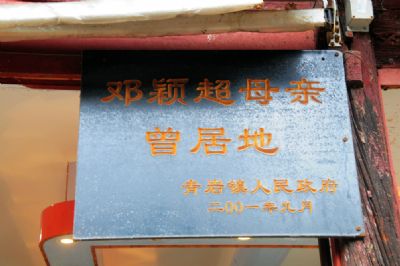 邓颖超母亲
曾居地
青岩镇人民政府
二00一年九月